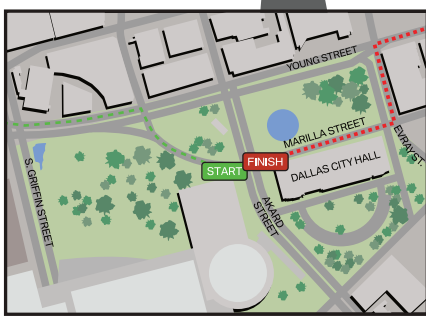 YOUNG STREET
MARILLA STREET
EVRAY ST.
S. GRIFFIN STREET
START
FINISH
DALLAS CITY HALL
AKARD
STREET